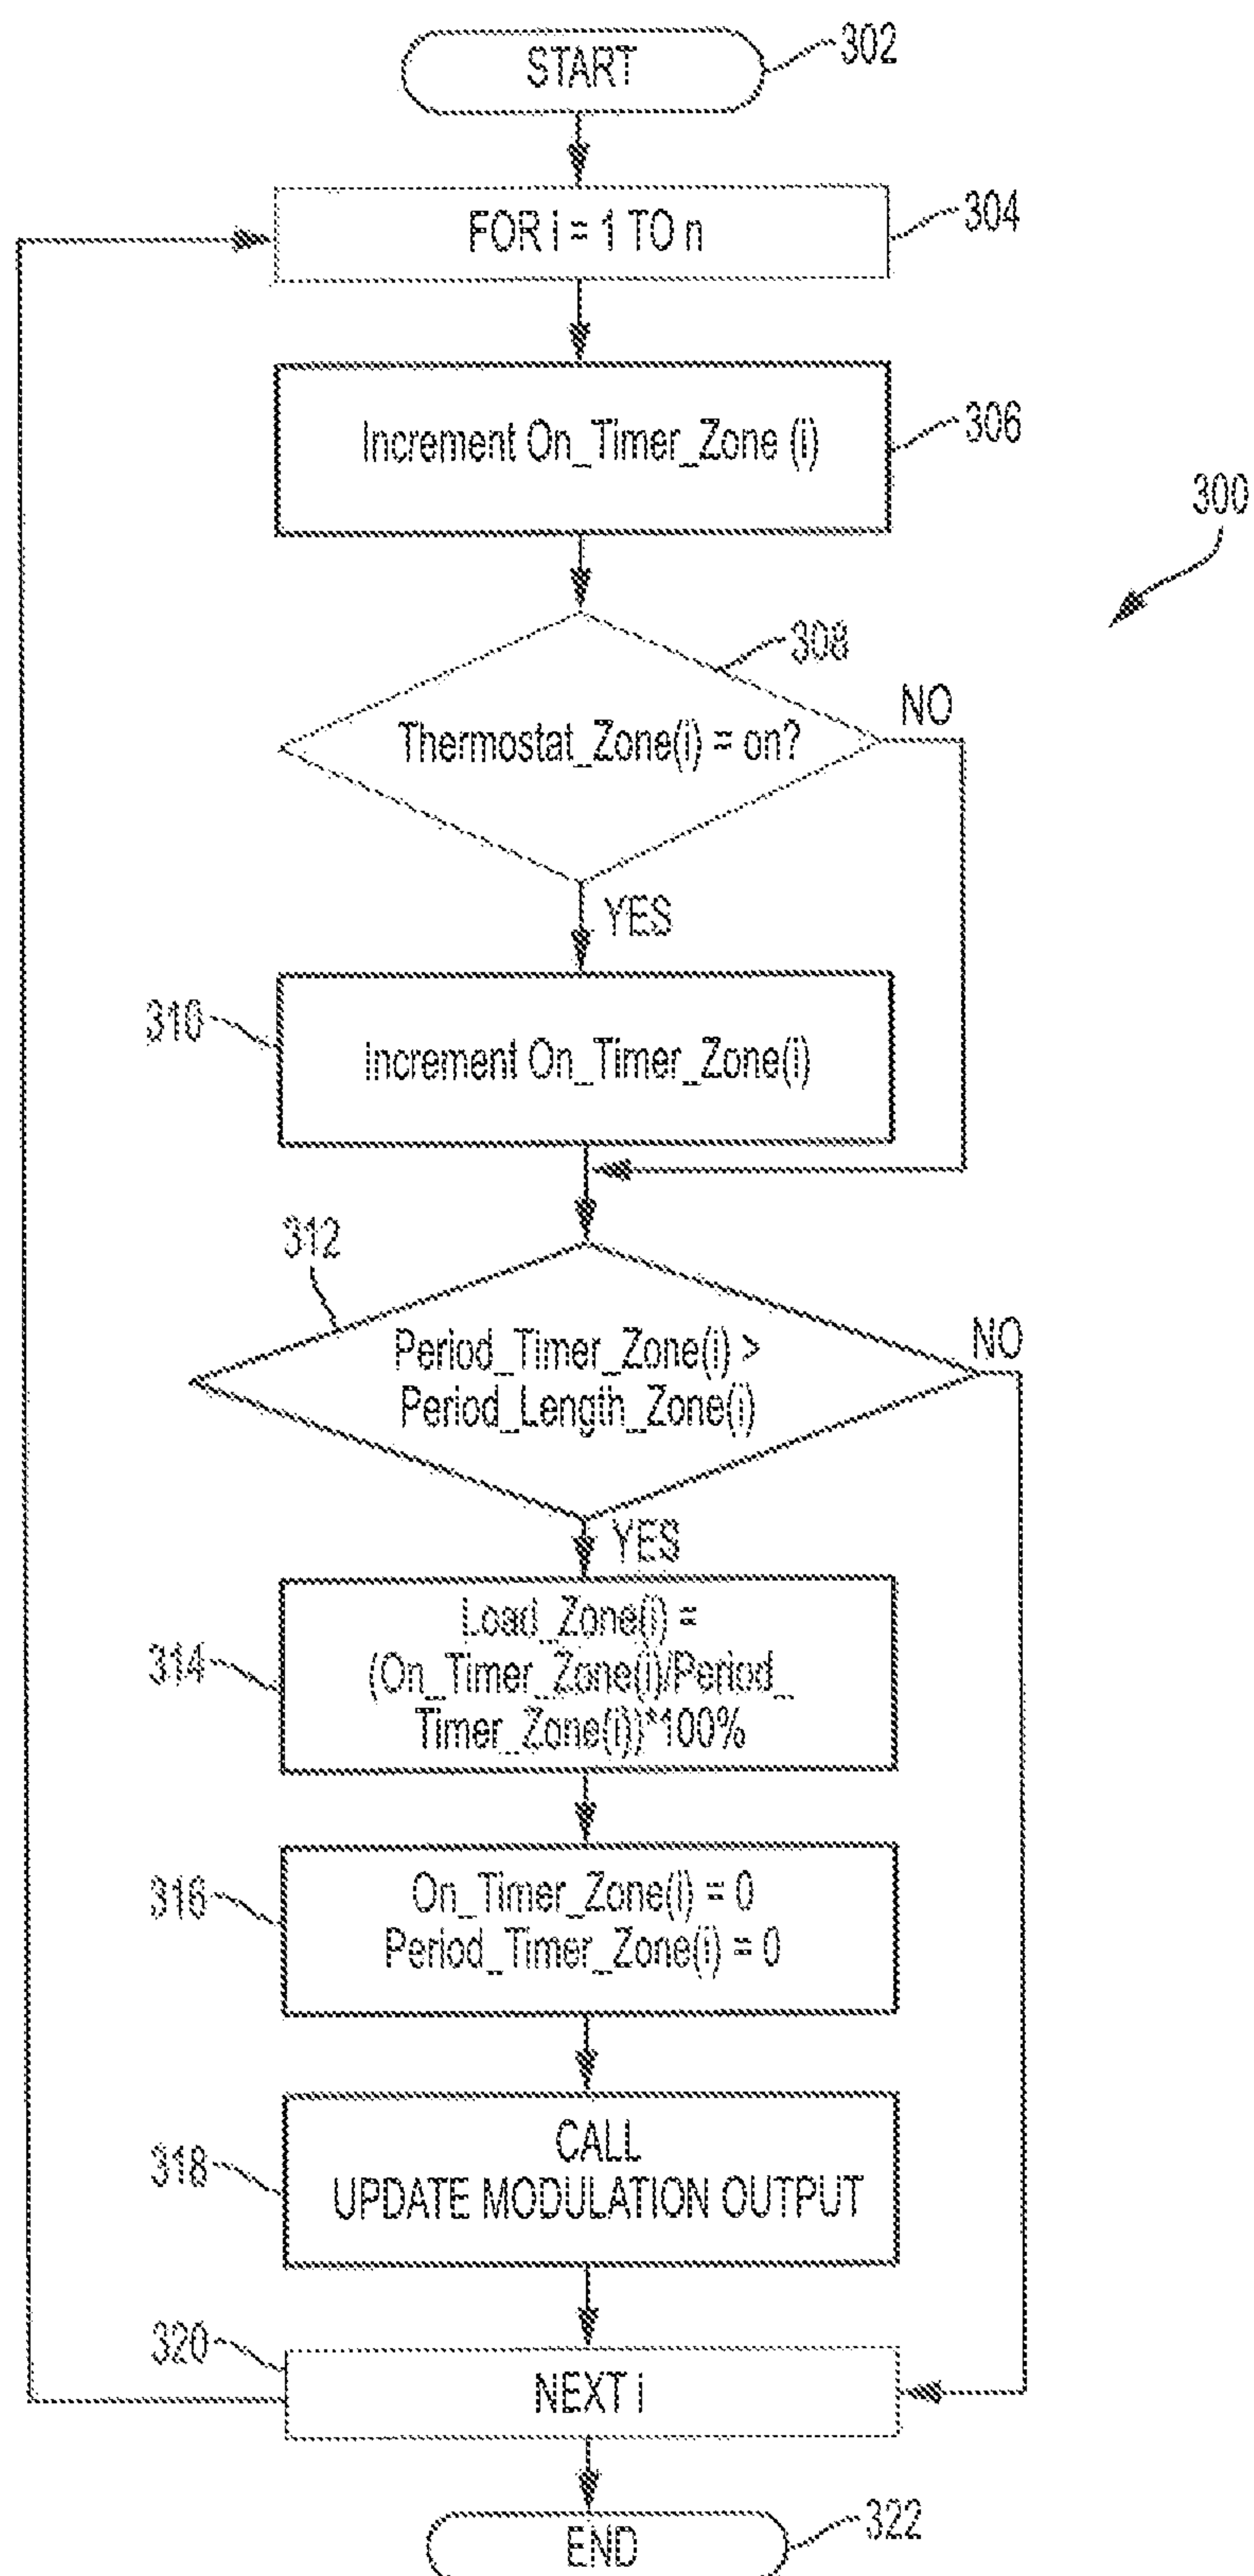 START
302
FOR i = 1 TO n
304
Increment On_Timer_Zone (i)
306
300
308
Thermostat_Zone(i) = on?
NO
YES
310
Increment On_Timer_Zone(i)
312
Period_Timer_Zone(i) >
Period_Length_Zone(i)
NO
YES
314
Load_Zone(i) =
(On_Timer_Zone(i)/Period_
Timer_Zone(i))*100%
316
On_Timer_Zone(i) = 0
Period_Timer_Zone(i) = 0
318
CALL
UPDATE MODULATION OUTPUT
320
NEXT i
END
322